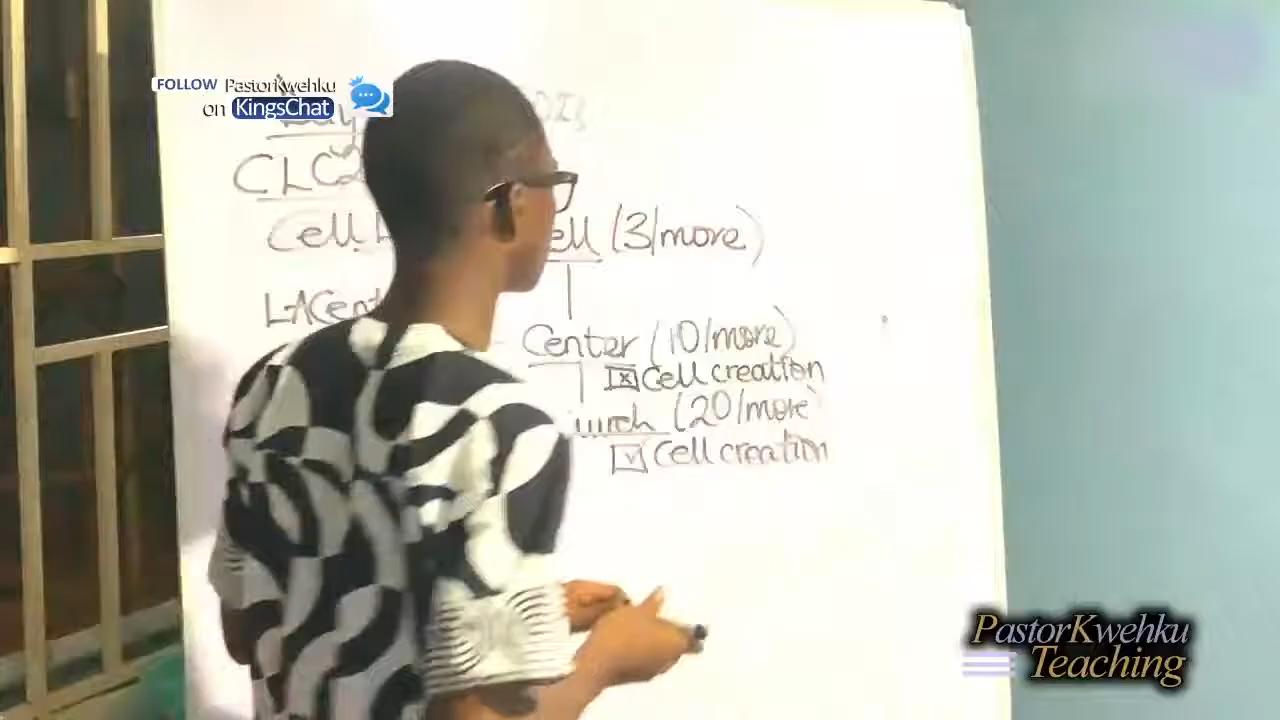 FOLLOW PastorKwehku
on KingsChat
CLC2
Cell
ell (3/more)
LACent
Center (10/more)
x Cell creation
urch (20/more)
v Cell creation
PastorKwehku
Teaching